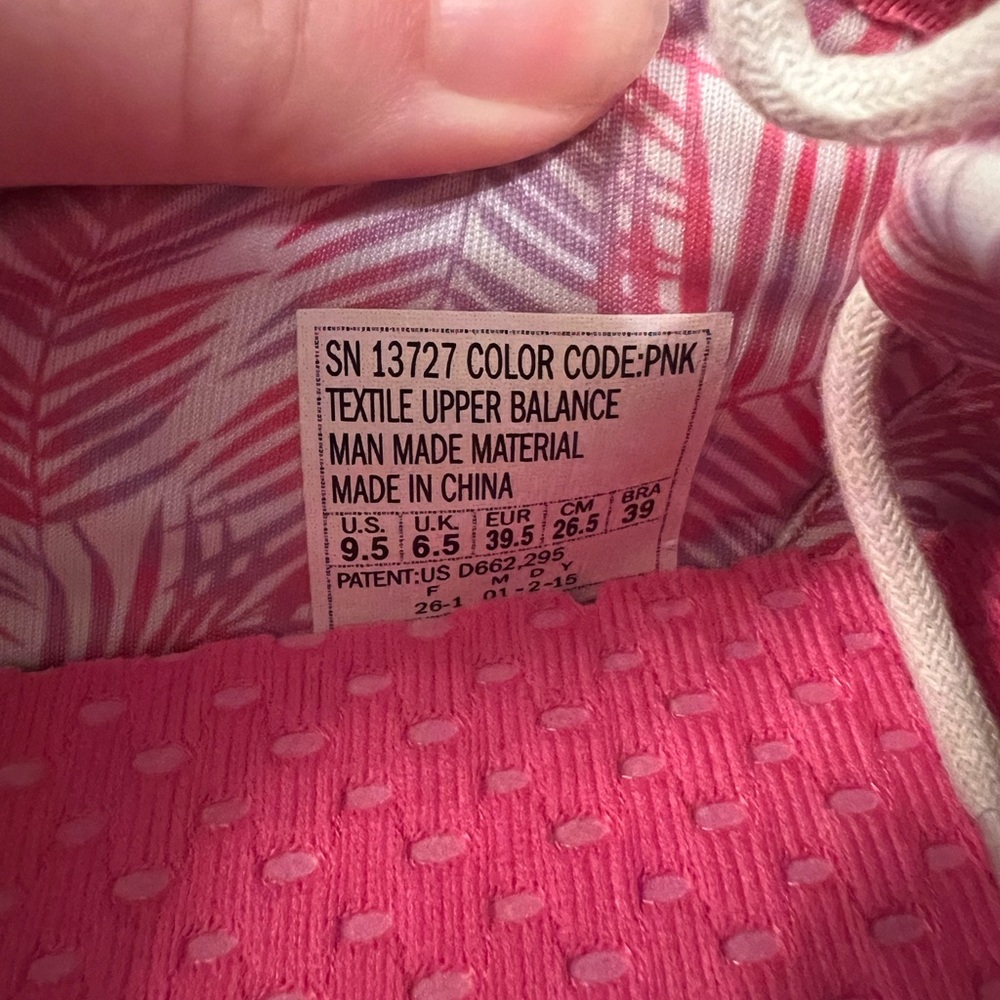 SN 13727 COLOR CODE:PNK
TEXTILE UPPER BALANCE
MAN MADE MATERIAL
MADE IN CHINA
U.S. U.K. EUR CM BRA
9.5 6.5 39.5 26.5 39
PATENT:US D662,295
F M D Y
26-1 01-2-15